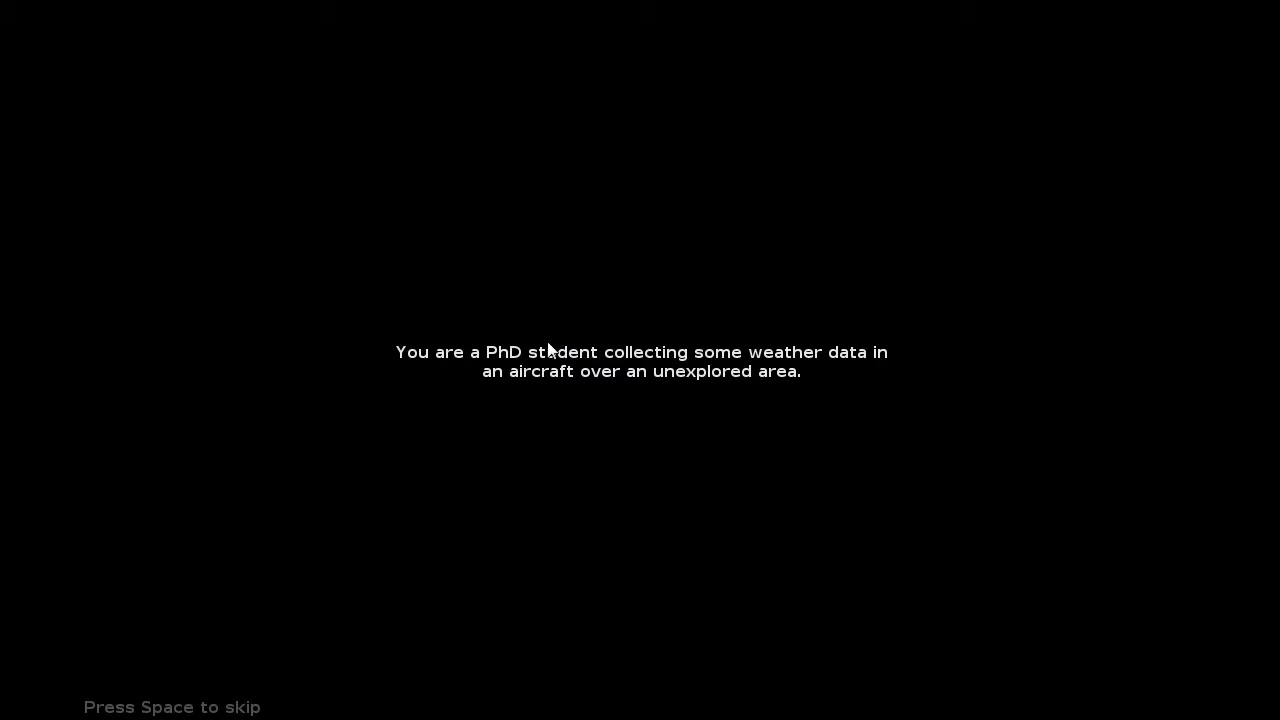 You are a PhD student collecting some weather data in
an aircraft over an unexplored area.
Press Space to skip